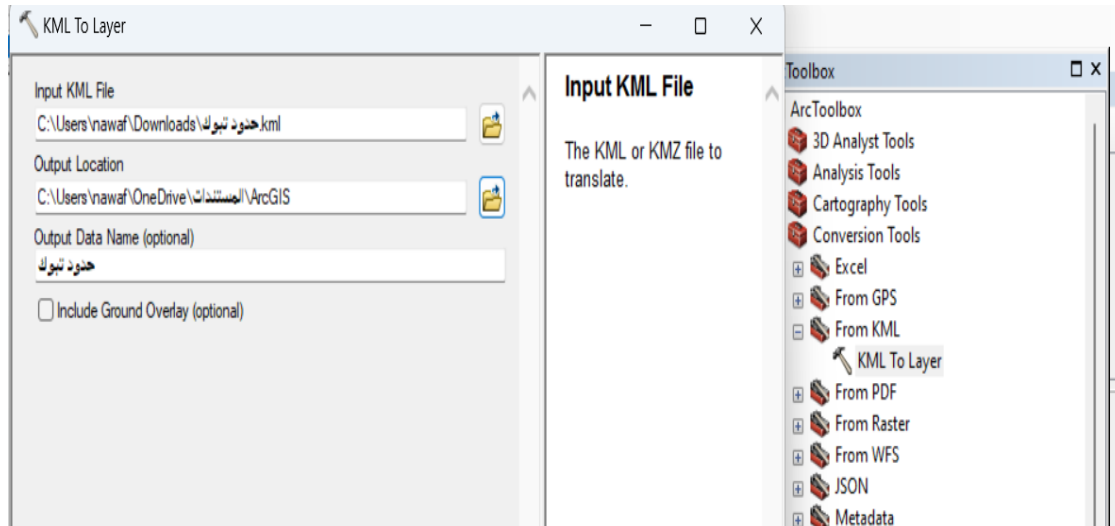 KML To Layer
Input KML File
C:\Users\nawaf\Downloads\حدود تبوك.kml
Output Location
C:\Users\nawaf\OneDrive\المستندات\ArcGIS
Output Data Name (optional)
حدود تبوك
Include Ground Overlay (optional)
Input KML File
The KML or KMZ file to
translate.
Toolbox
ArcToolbox
3D Analyst Tools
Analysis Tools
Cartography Tools
Conversion Tools
Excel
From GPS
From KML
KML To Layer
From PDF
From Raster
From WFS
JSON
Metadata